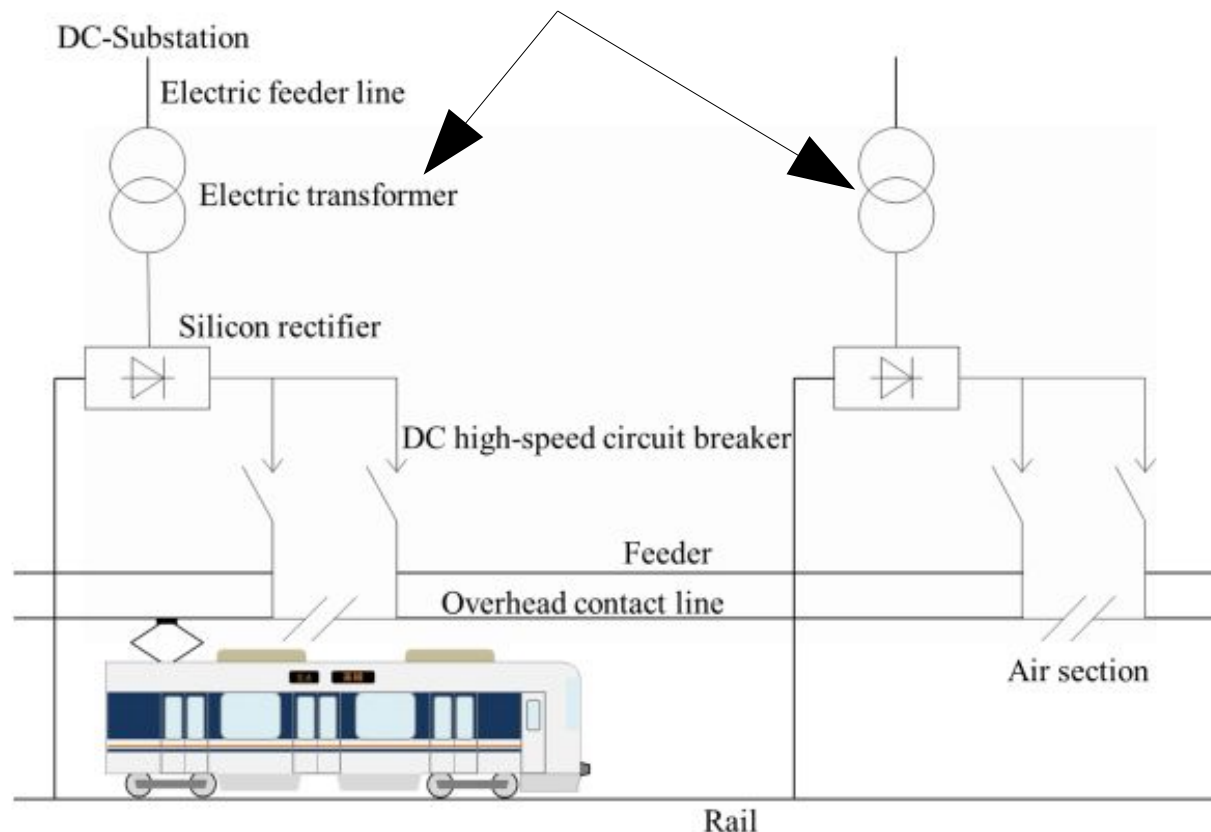 DC-Substation
Electric feeder line
Electric transformer
Silicon rectifier
DC high-speed circuit breaker
Feeder
Overhead contact line
Air section
Rail